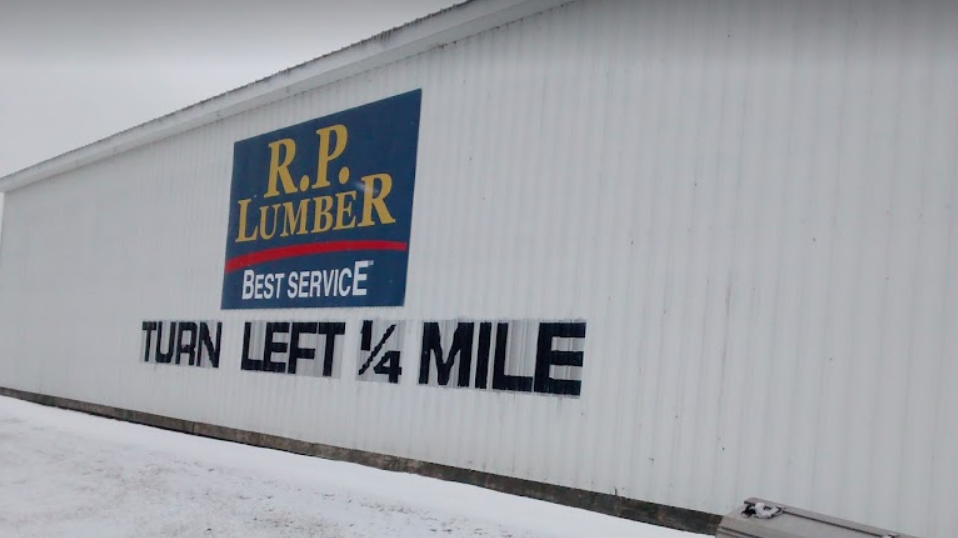 R.P.
LUMBER
BEST SERVICE
TURN LEFT 1/4 MILE